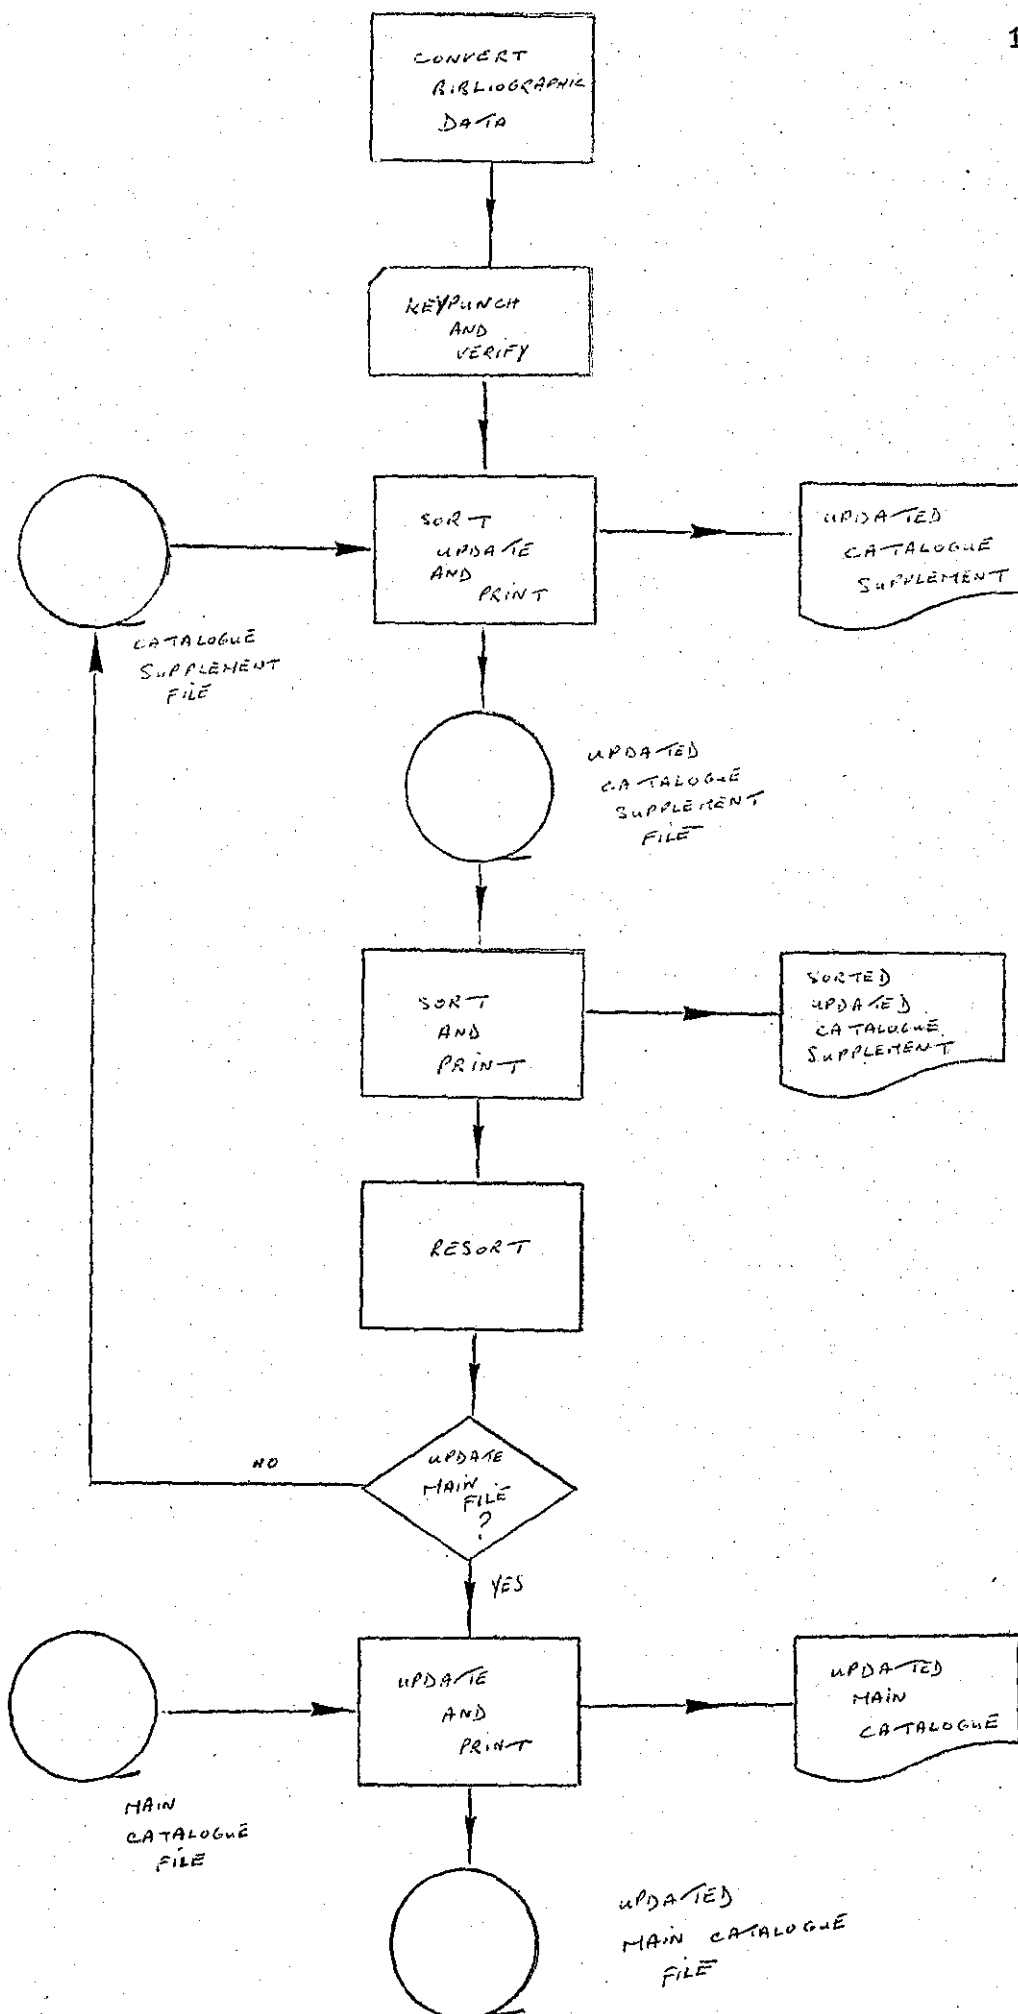 1
CONVERT
BIBLIOGRAPHIC
DATA
KEYPUNCH
AND
VERIFY
SORT
UPDATE
AND
PRINT
UPDATED
CATALOGUE
SUPPLEMENT
CATALOGUE
SUPPLEMENT
FILE
UPDATED
CATALOGUE
SUPPLEMENT
FILE
SORT
AND
PRINT
SORTED
UPDATED
CATALOGUE
SUPPLEMENT
RESORT
UPDATE
MAIN
FILE
?
NO
YES
UPDATE
AND
PRINT
UPDATED
MAIN
CATALOGUE
MAIN
CATALOGUE
FILE
UPDATED
MAIN CATALOGUE
FILE